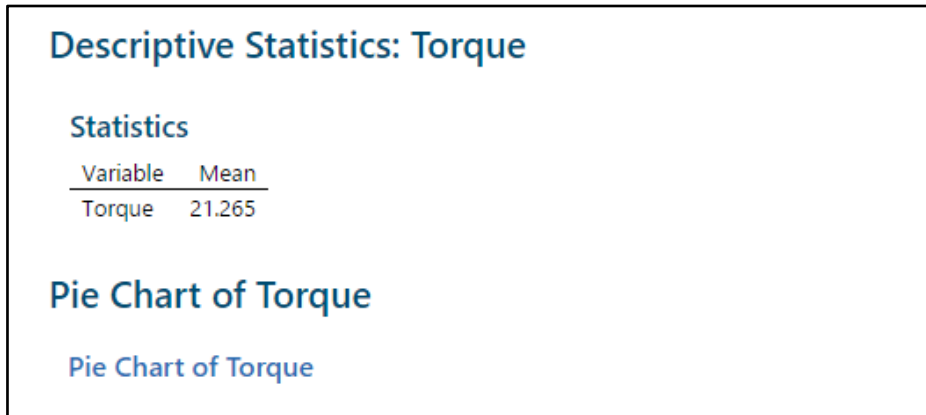 Descriptive Statistics: Torque
Statistics
Variable Mean
Torque 21.265
Pie Chart of Torque
Pie Chart of Torque